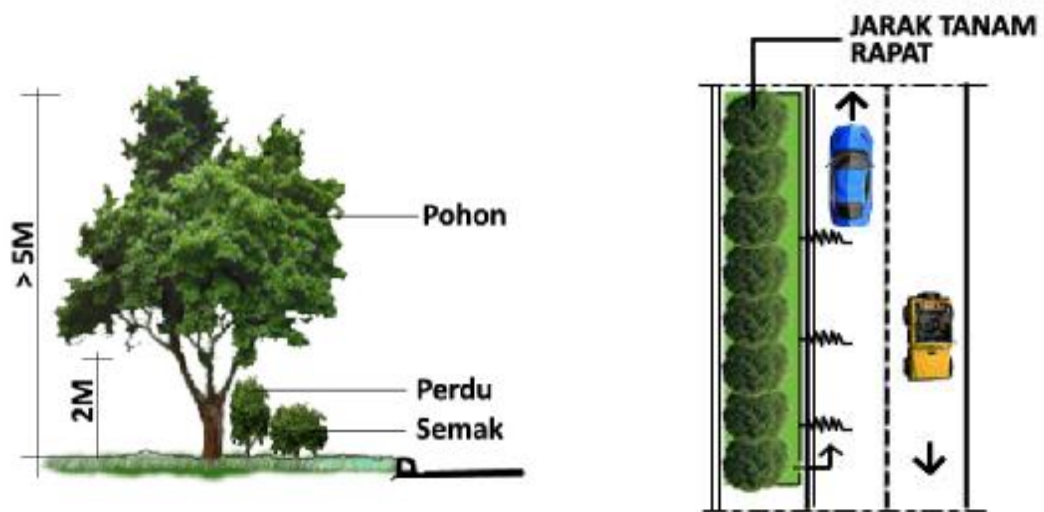 > 5M
2M
Pohon
Perdu
Semak
JARAK TANAM
RAPAT